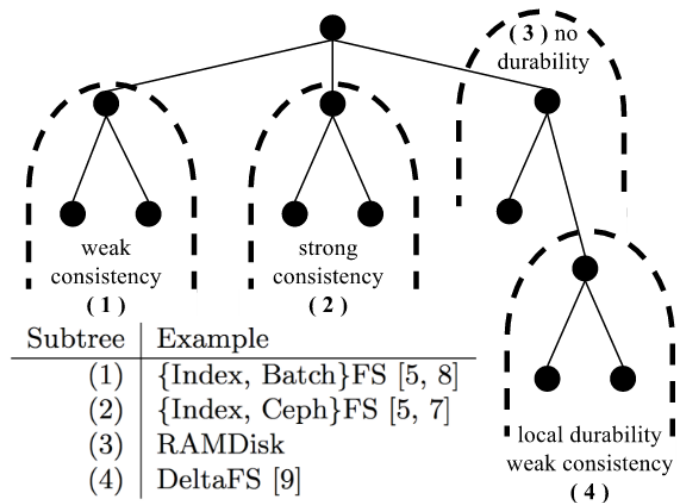 ( 3 ) no
durability
weak
consistency
( 1 )
strong
consistency
( 2 )
local durability
weak consistency
( 4 )
Subtree Example
(1) {Index, Batch}FS [5, 8]
(2) {Index, Ceph}FS [5, 7]
(3) RAMDisk
(4) DeltaFS [9]